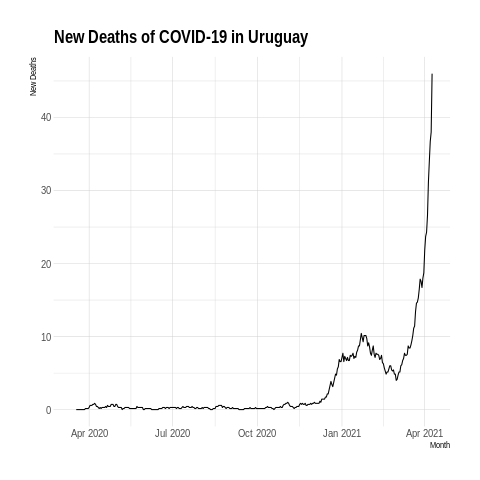 New Deaths of COVID-19 in Uruguay
New Deaths
40
30
20
10
0
Apr 2020 Jul 2020 Oct 2020 Jan 2021 Apr 2021
Month